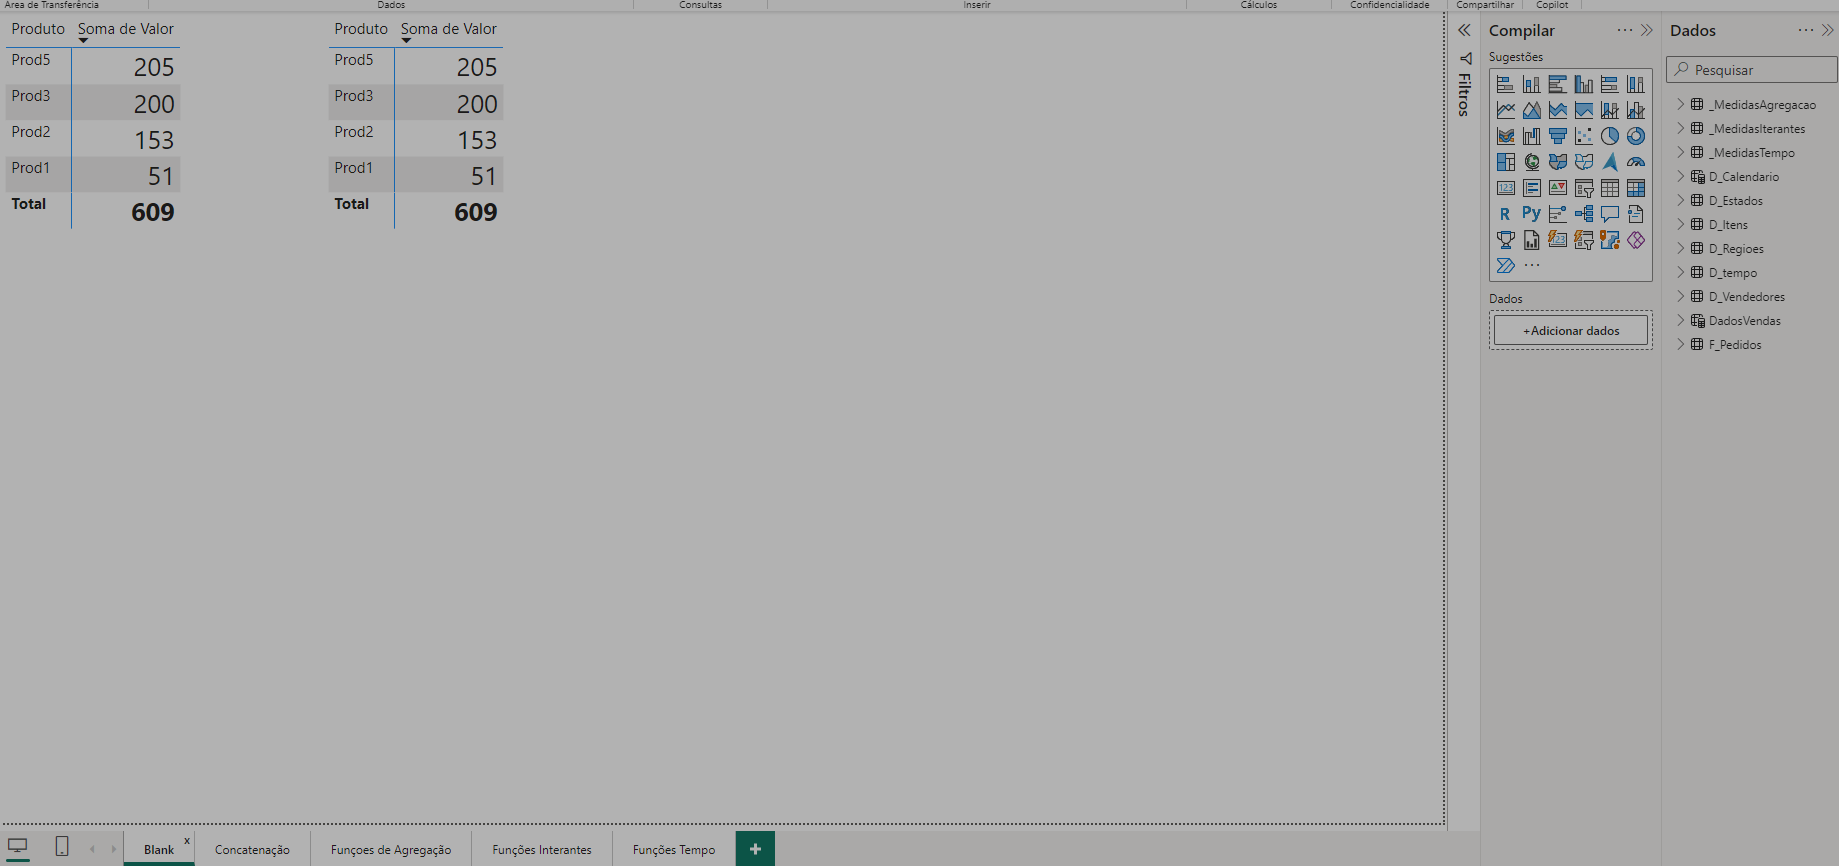 Área de Transferência
Dados
Consultas
Inserir
Cálculos
Confidencialidade
Compartilhar
Copilot
Produto Soma de Valor
Prod5 205
Prod3 200
Prod2 153
Prod1 51
Total 609
Produto Soma de Valor
Prod5 205
Prod3 200
Prod2 153
Prod1 51
Total 609
Filtros
Compilar
Sugestões
123
R
Py
123
Dados
+Adicionar dados
Dados
Pesquisar
_MedidasAgregacao
_MedidasIterantes
_MedidasTempo
D_Calendario
D_Estados
D_Itens
D_Regioes
D_tempo
D_Vendedores
DadosVendas
F_Pedidos
Blank x
Concatenação
Funçoes de Agregação
Funções Interantes
Funções Tempo
+